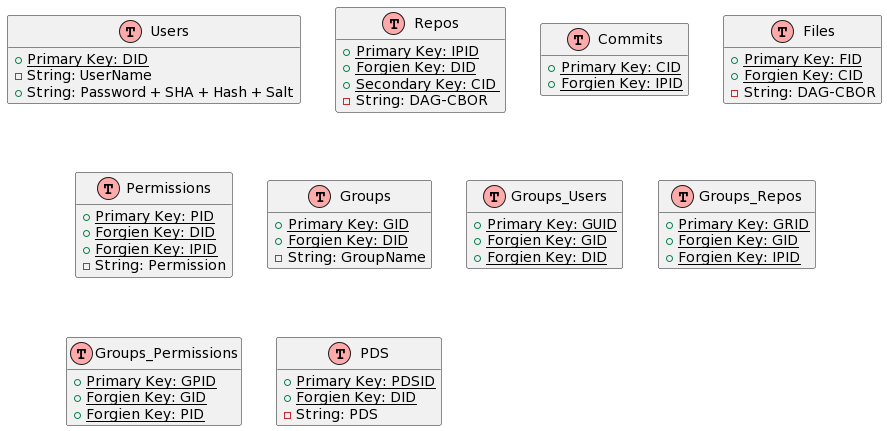 T Users
Primary Key: DID
String: UserName
String: Password + SHA + Hash + Salt
T Repos
Primary Key: IPID
Forgien Key: DID
Secondary Key: CID
String: DAG-CBOR
T Commits
Primary Key: CID
Forgien Key: IPID
T Files
Primary Key: FID
Forgien Key: CID
String: DAG-CBOR
T Permissions
Primary Key: PID
Forgien Key: DID
Forgien Key: IPID
String: Permission
T Groups
Primary Key: GID
Forgien Key: DID
String: GroupName
T Groups_Users
Primary Key: GUID
Forgien Key: GID
Forgien Key: DID
T Groups_Repos
Primary Key: GRID
Forgien Key: GID
Forgien Key: IPID
T Groups_Permissions
Primary Key: GPID
Forgien Key: GID
Forgien Key: PID
T PDS
Primary Key: PDSID
Forgien Key: DID
String: PDS